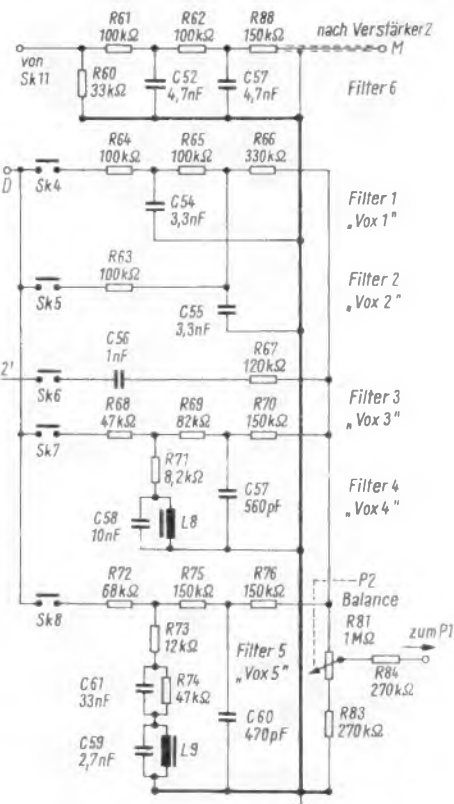 R61
100kΩ
R62
100kΩ
R88
150kΩ
nach Verstärker 2
M
von
Sk11
R60
33kΩ
C52
4,7nF
C57
4,7nF
Filter 6
R64
100kΩ
R65
100kΩ
R66
330kΩ
D
Sk4
C54
3,3nF
Filter 1
„Vox 1"
R63
100kΩ
Filter 2
„Vox 2"
Sk5
C55
3,3nF
C56
1nF
R67
120kΩ
2'
Sk6
Filter 3
„Vox 3"
R68
47kΩ
R69
82kΩ
R70
150kΩ
Sk7
R71
8,2kΩ
Filter 4
„Vox 4"
C58
10nF
L8
C57
560pF
R72
68kΩ
R75
150kΩ
R76
150kΩ
P2
Balance
Sk8
R81
1MΩ
zum P1
R73
12kΩ
Filter 5
„Vox 5"
R84
270kΩ
C61
33nF
R74
47kΩ
R83
270kΩ
C60
470pF
C59
2,7nF
L9